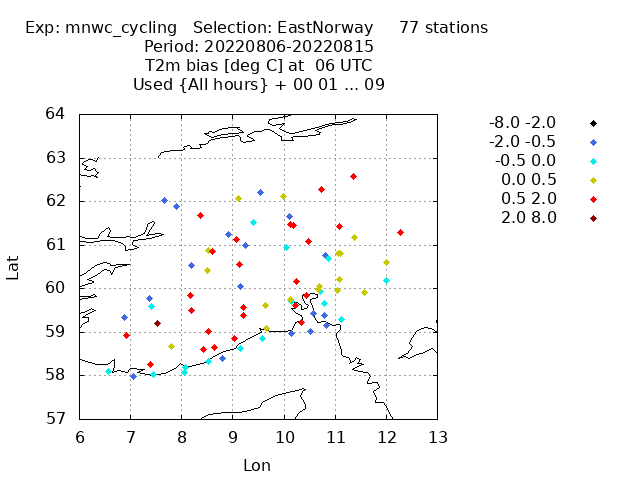 Exp: mnwc_cycling   Selection: EastNorway     77 stations
Period: 20220806-20220815
T2m bias [deg C] at  06 UTC
Used {All hours} + 00 01 ... 09
64
63
62
61
60
59
58
57
Lat
6 7 8 9 10 11 12 13
Lon
-8.0 -2.0
-2.0 -0.5
-0.5 0.0
0.0 0.5
0.5 2.0
2.0 8.0